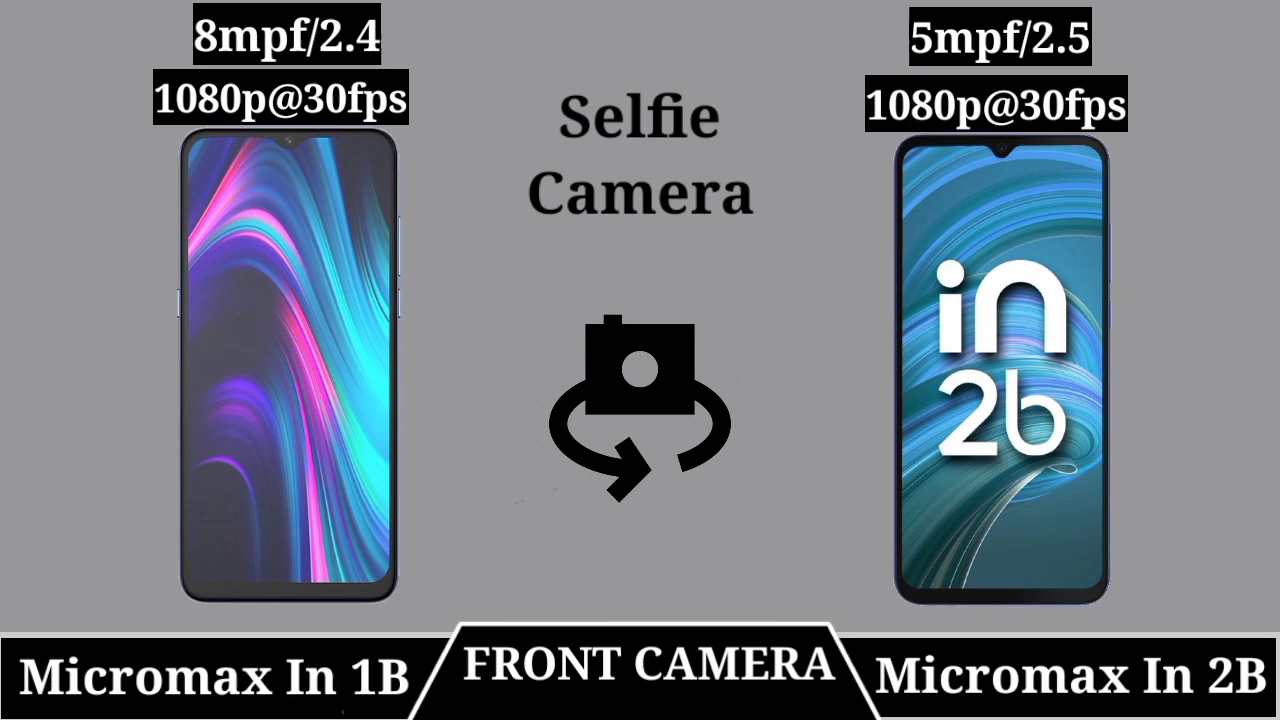 8mpf/2.4
1080p@30fps
Selfie
Camera
5mpf/2.5
1080p@30fps
in
2b
Micromax In 1B
FRONT CAMERA
Micromax In 2B